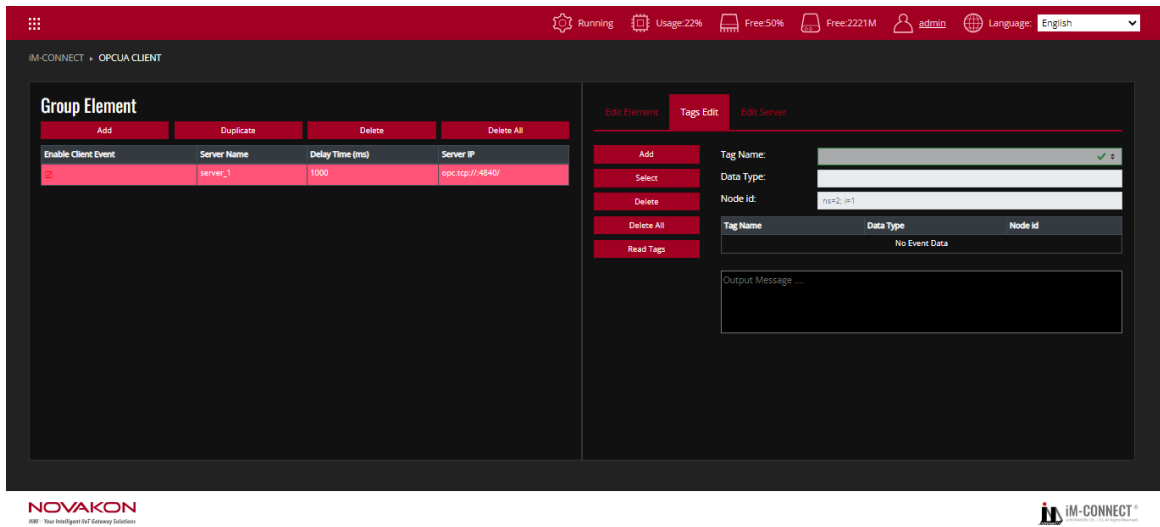 Running Usage:22% Free:50% Free:2221M admin Language: English
iM-CONNECT ▸ OPCUA CLIENT
Group Element
Add Duplicate Delete Delete All
Enable Client Event Server Name Delay Time (ms) Server IP
server_1 1000 opc.tcp://:4840/
Edit Element Tags Edit Edit Server
Add
Select
Delete
Delete All
Read Tags
Tag Name:
Data Type:
Node id: ns=2; i=1
Tag Name Data Type Node Id
No Event Data
Output Message ....
NOVAKON
HMI - Your Intelligent IIoT Gateway Solutions
iM-CONNECT ®